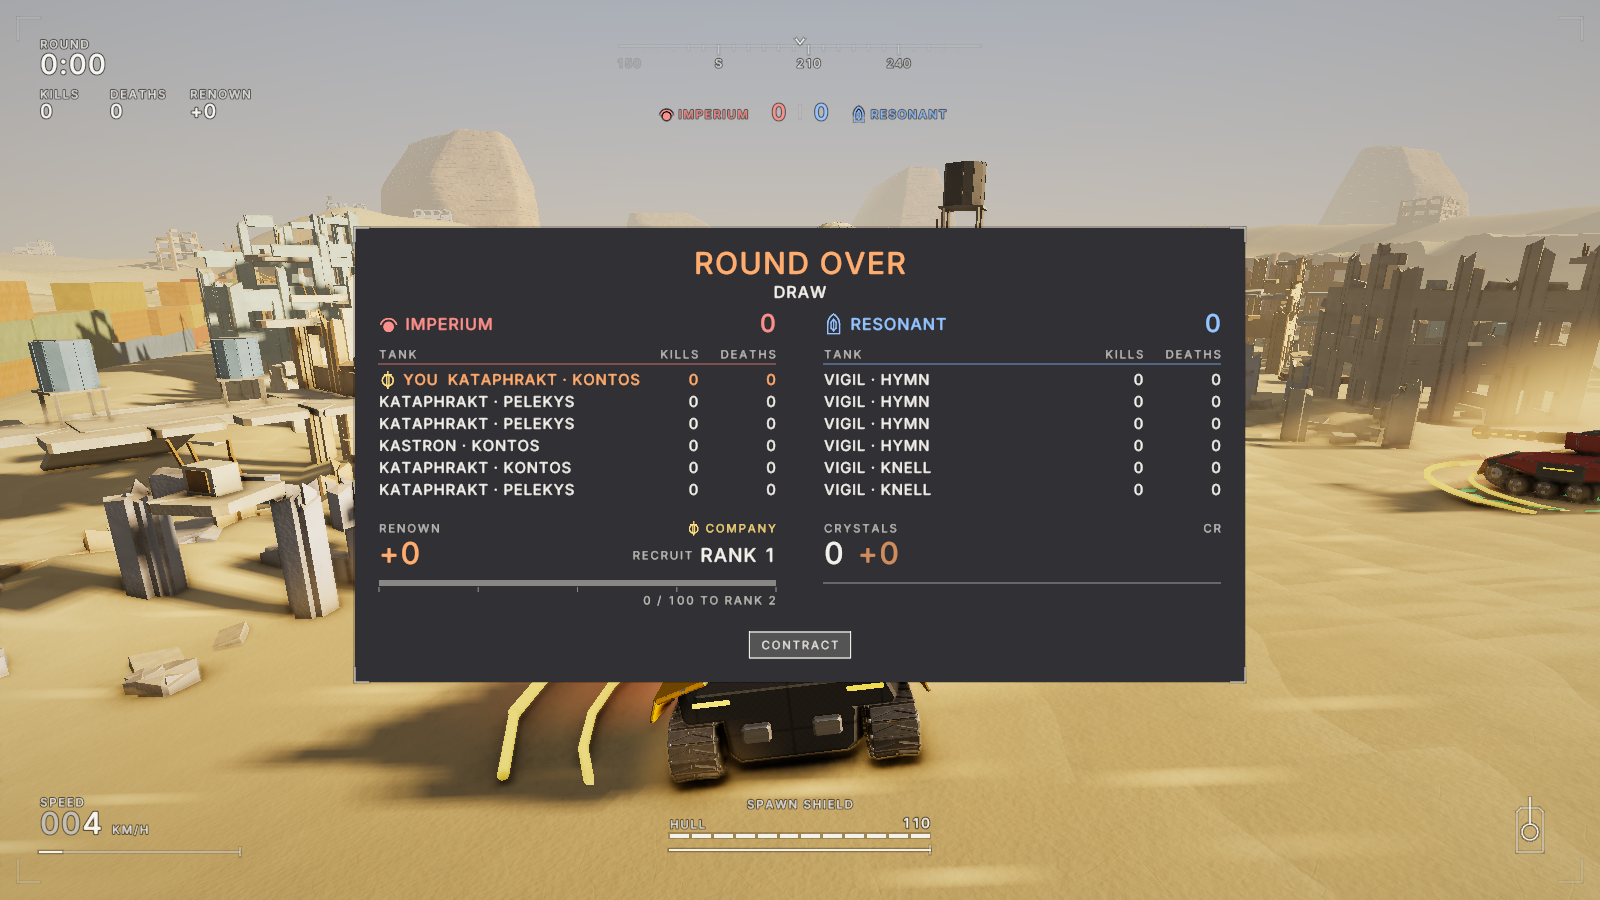 ROUND
0:00
KILLS DEATHS RENOWN
0 0 +0
150 S 210 240
IMPERIUM 0 0 RESONANT
ROUND OVER
DRAW
IMPERIUM 0
TANK KILLS DEATHS
YOU KATAPHRAKT · KONTOS 0 0
KATAPHRAKT · PELEKYS 0 0
KATAPHRAKT · PELEKYS 0 0
KASTRON · KONTOS 0 0
KATAPHRAKT · KONTOS 0 0
KATAPHRAKT · PELEKYS 0 0
RESONANT 0
TANK KILLS DEATHS
VIGIL · HYMN 0 0
VIGIL · HYMN 0 0
VIGIL · HYMN 0 0
VIGIL · HYMN 0 0
VIGIL · KNELL 0 0
VIGIL · KNELL 0 0
RENOWN COMPANY
+0 RECRUIT RANK 1
0 / 100 TO RANK 2
CRYSTALS CR
0 +0
CONTRACT
SPEED
004 KM/H
SPAWN SHIELD
HULL 110